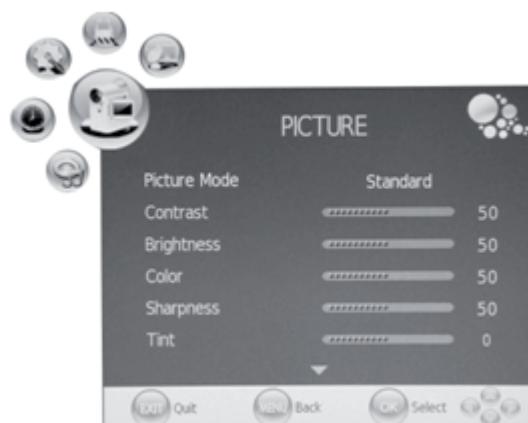 PICTURE
Picture Mode Standard
Contrast 50
Brightness 50
Color 50
Sharpness 50
Tint 0
EXIT Quit MENU Back OK Select